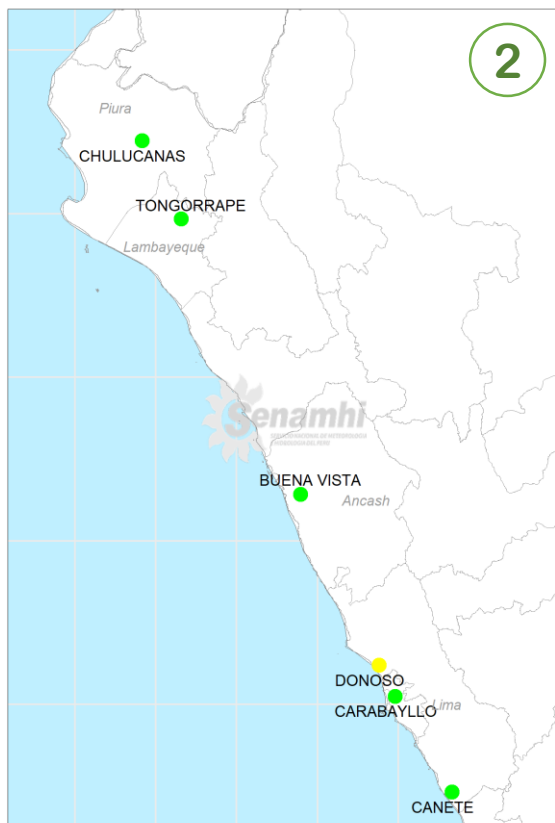 2
Piura
CHULUCANAS
TONGORRAPE
Lambayeque
Senamhi
BUENA VISTA
Ancash
DONOSO
Lima
CARABAYLLO
CANETE